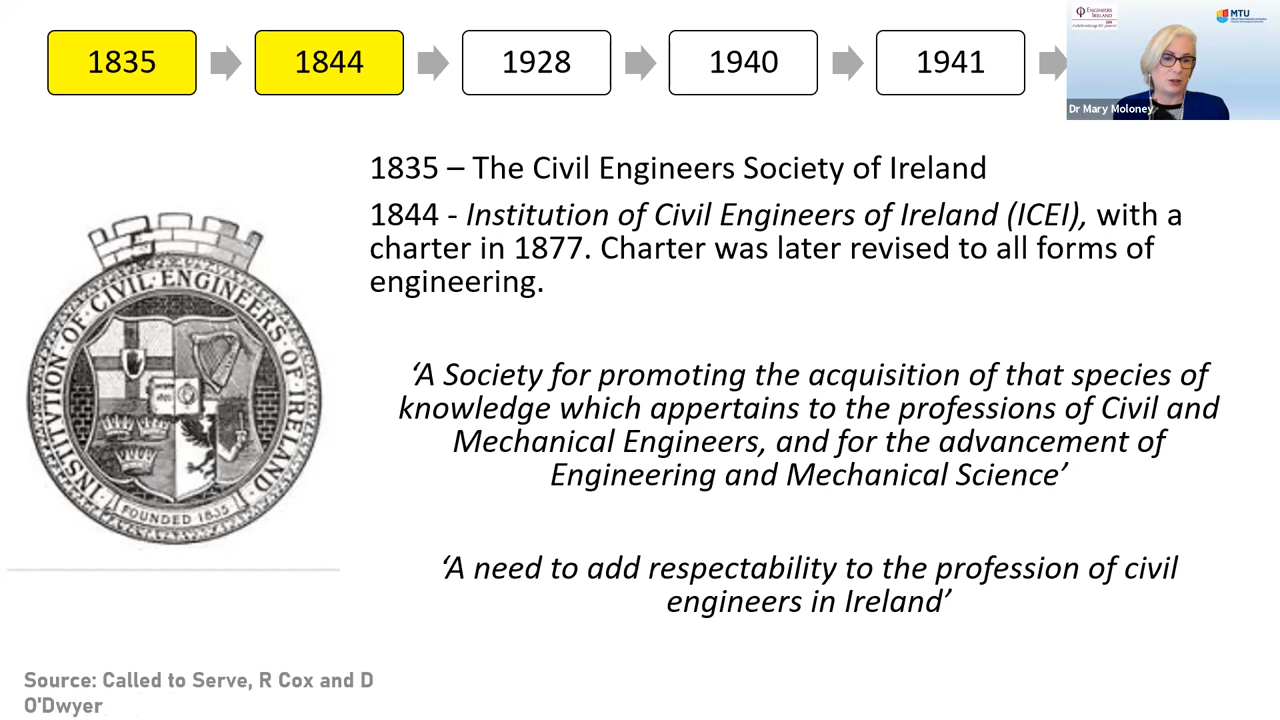 1835
1844
1928
1940
1941
ENGINEERS
IRELAND
MTU
Dr Mary Moloney
1835 – The Civil Engineers Society of Ireland
1844 - Institution of Civil Engineers of Ireland (ICEI), with a
charter in 1877. Charter was later revised to all forms of
engineering.
INSTITUTION · OF · CIVIL · ENGINEERS · OF · IRELAND ·
FOUNDED 1835
‘A Society for promoting the acquisition of that species of
knowledge which appertains to the professions of Civil and
Mechanical Engineers, and for the advancement of
Engineering and Mechanical Science’
‘A need to add respectability to the profession of civil
engineers in Ireland’
Source: Called to Serve, R Cox and D
O'Dwyer